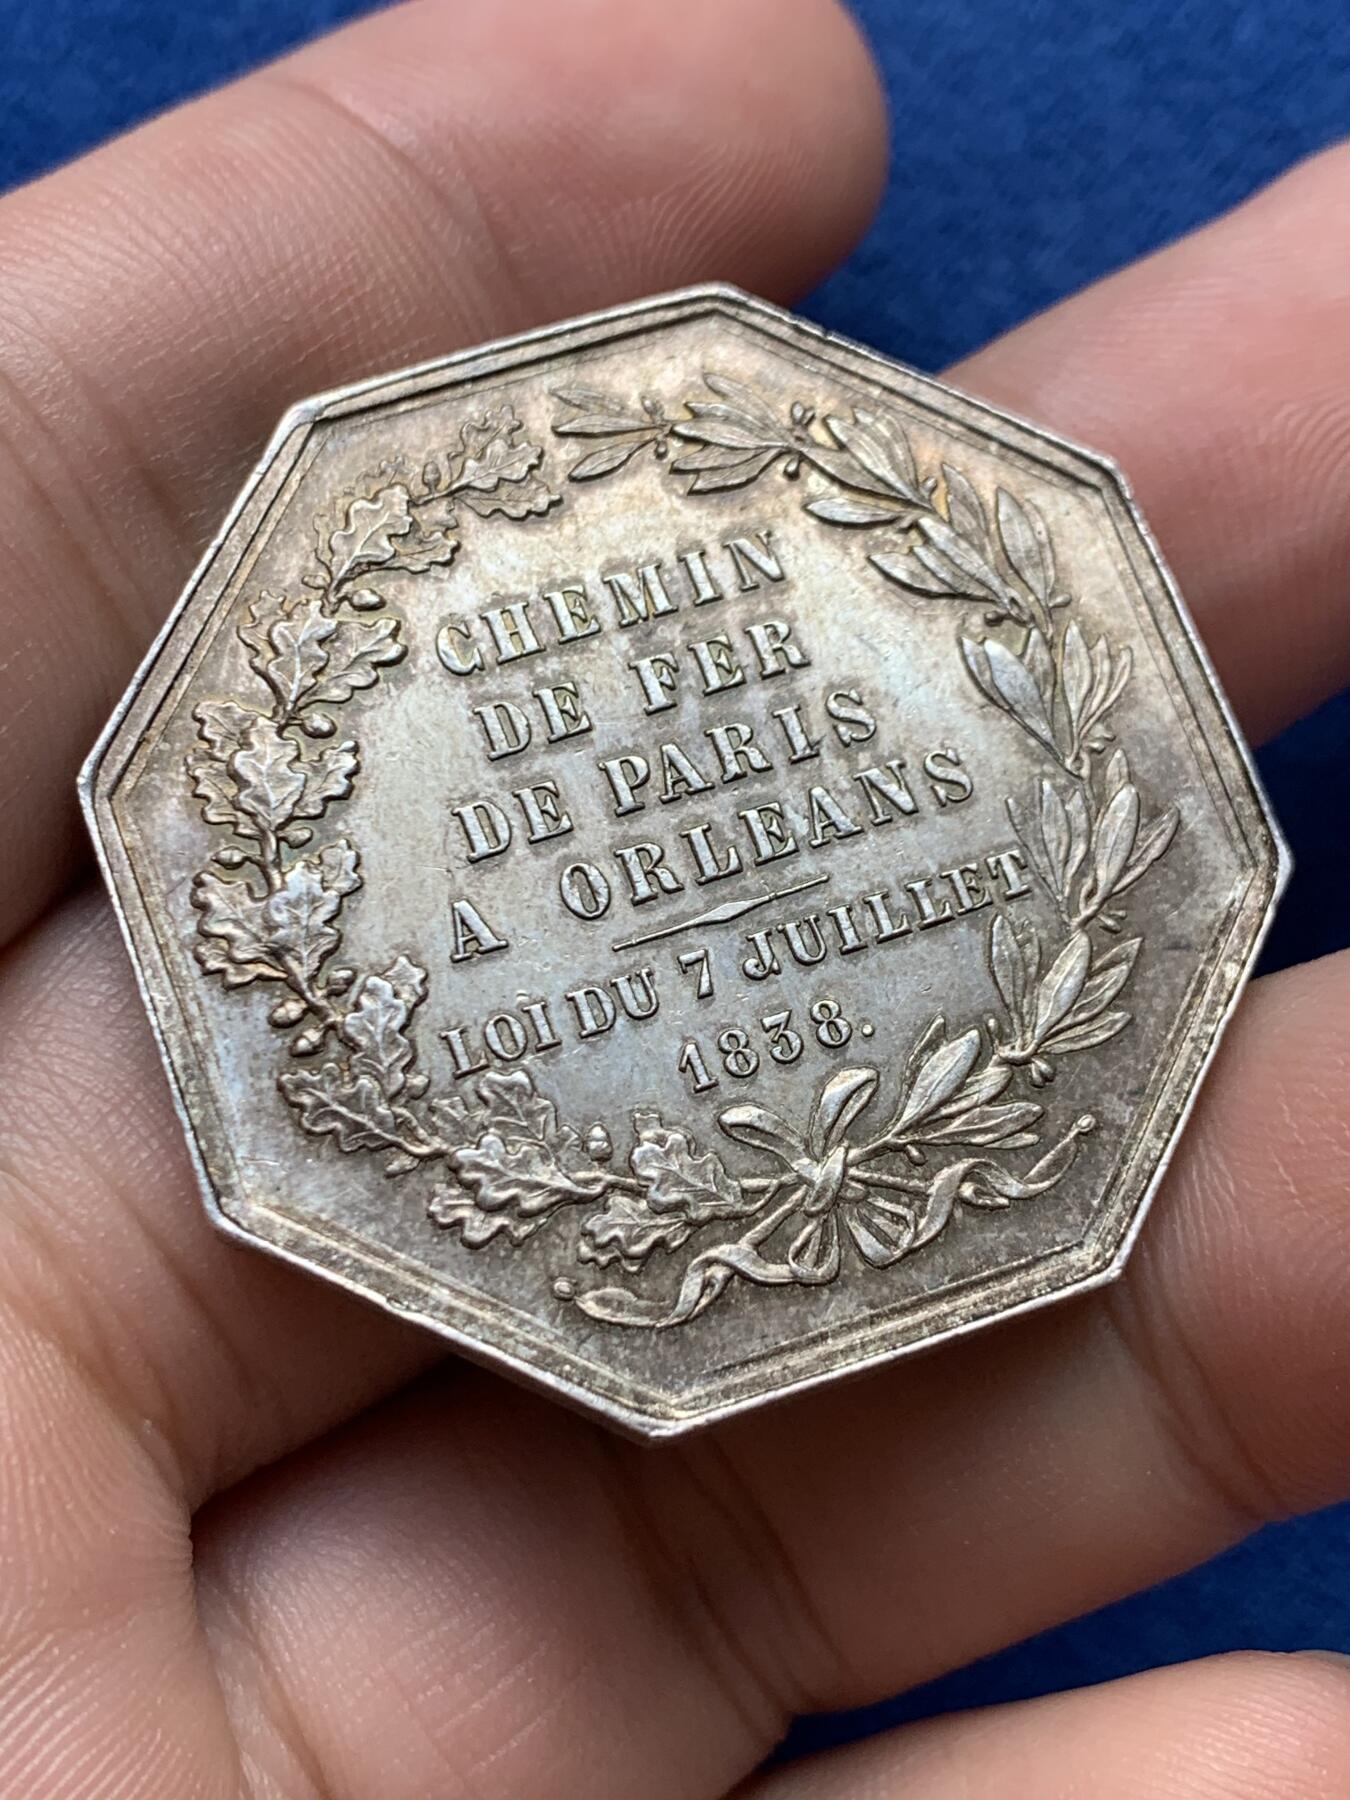 CHEMIN
DE FER
DE PARIS
A ORLEANS
LOI DU 7 JUILLET
1838.